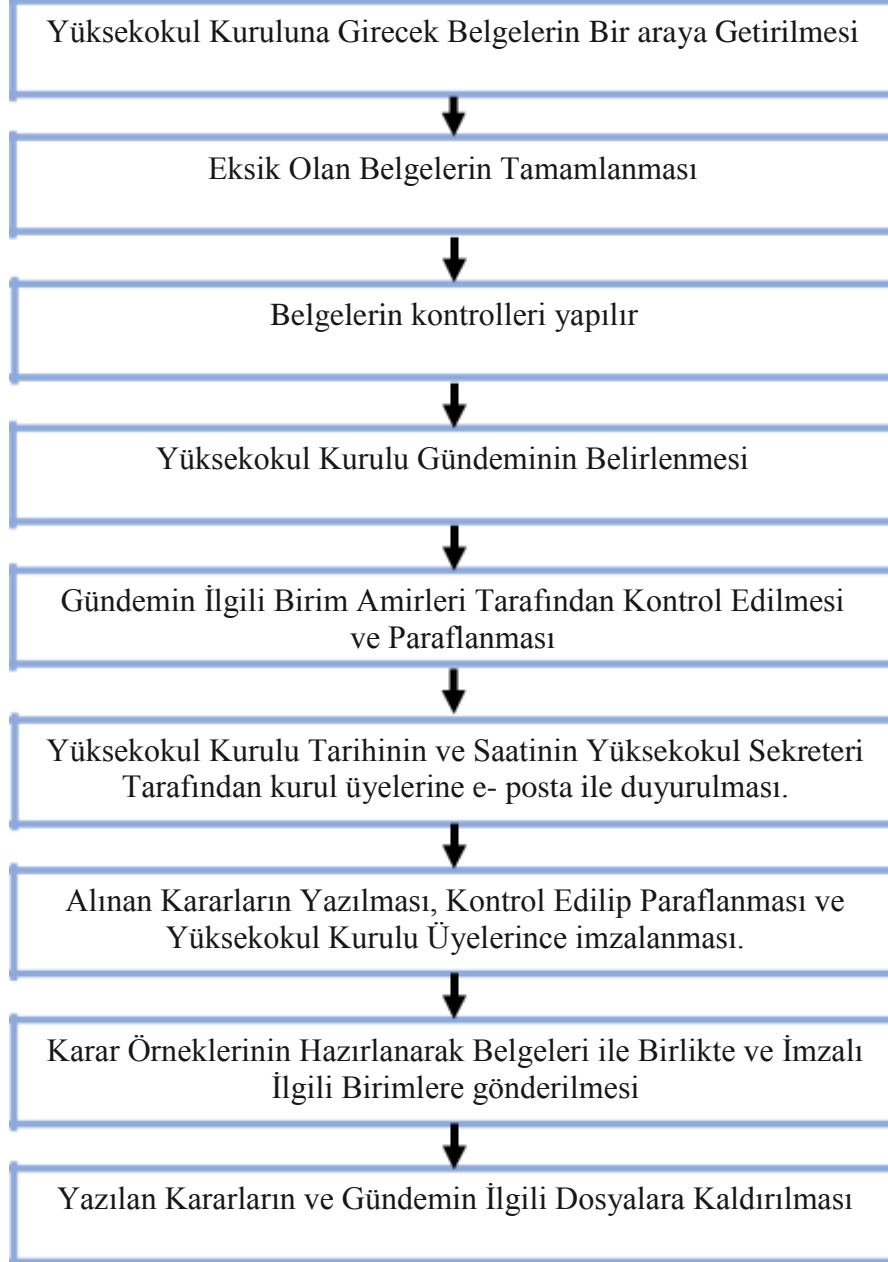 Yüksekokul Kuruluna Girecek Belgelerin Bir araya Getirilmesi
Eksik Olan Belgelerin Tamamlanması
Belgelerin kontrolleri yapılır
Yüksekokul Kurulu Gündeminin Belirlenmesi
Gündemin İlgili Birim Amirleri Tarafından Kontrol Edilmesi
ve Paraflanması
Yüksekokul Kurulu Tarihinin ve Saatinin Yüksekokul Sekreteri
Tarafından kurul üyelerine e- posta ile duyurulması.
Alınan Kararların Yazılması, Kontrol Edilip Paraflanması ve
Yüksekokul Kurulu Üyelerince imzalanması.
Karar Örneklerinin Hazırlanarak Belgeleri ile Birlikte ve İmzalı
İlgili Birimlere gönderilmesi
Yazılan Kararların ve Gündemin İlgili Dosyalara Kaldırılması